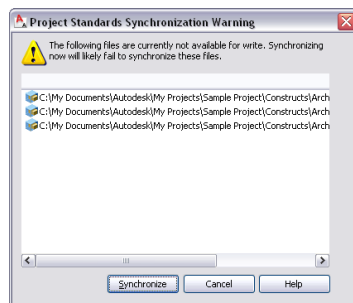 Project Standards Synchronization Warning
The following files are currently not available for write. Synchronizing
now will likely fail to synchronize these files.
C:\My Documents\Autodesk\My Projects\Sample Project\Constructs\Arch
C:\My Documents\Autodesk\My Projects\Sample Project\Constructs\Arch
C:\My Documents\Autodesk\My Projects\Sample Project\Constructs\Arch
Synchronize Cancel Help